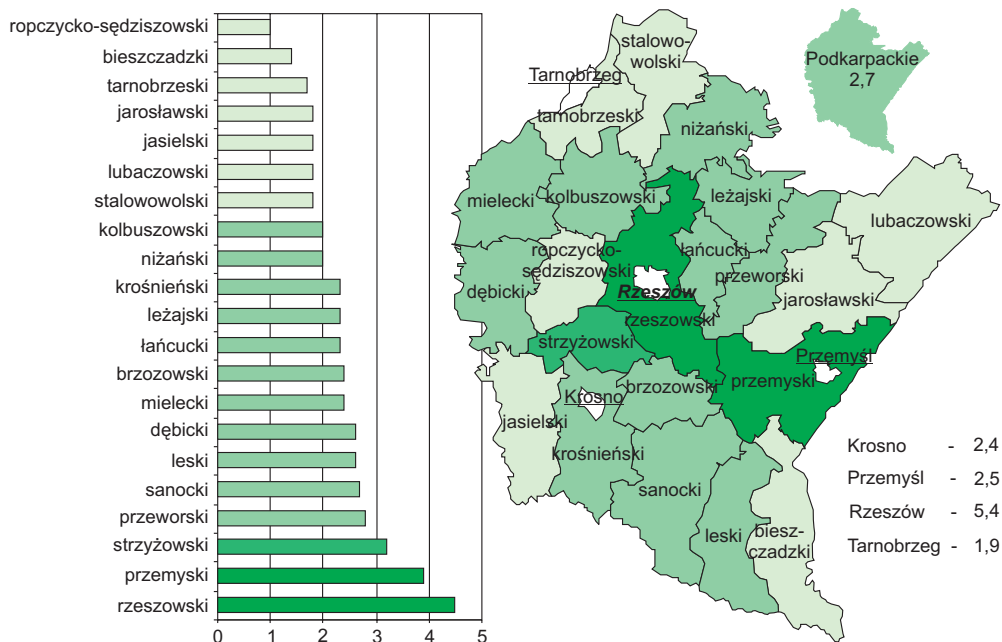 ropczycko-sędziszowski
bieszczadzki
tarnobrzeski
jarosławski
jasielski
lubaczowski
stalowowolski
kolbuszowski
niżański
krośnieński
leżajski
łańcucki
brzozowski
mielecki
dębicki
leski
sanocki
przeworski
strzyżowski
przemyski
rzeszowski
0 1 2 3 4 5
stalowo-
wolski
Tarnobrzeg
tarnobrzeski
niżański
mielecki
kolbuszowski
leżajski
lubaczowski
ropczycko-
sędziszowski
łańcucki
przeworski
dębicki
jarosławski
Rzeszów
rzeszowski
strzyżowski
Przemyśl
przemyski
brzozowski
Krosno
jasielski
krośnieński
sanocki
leski
biesz-
czadzki
Podkarpackie
2,7
Krosno - 2,4
Przemyśl - 2,5
Rzeszów - 5,4
Tarnobrzeg - 1,9